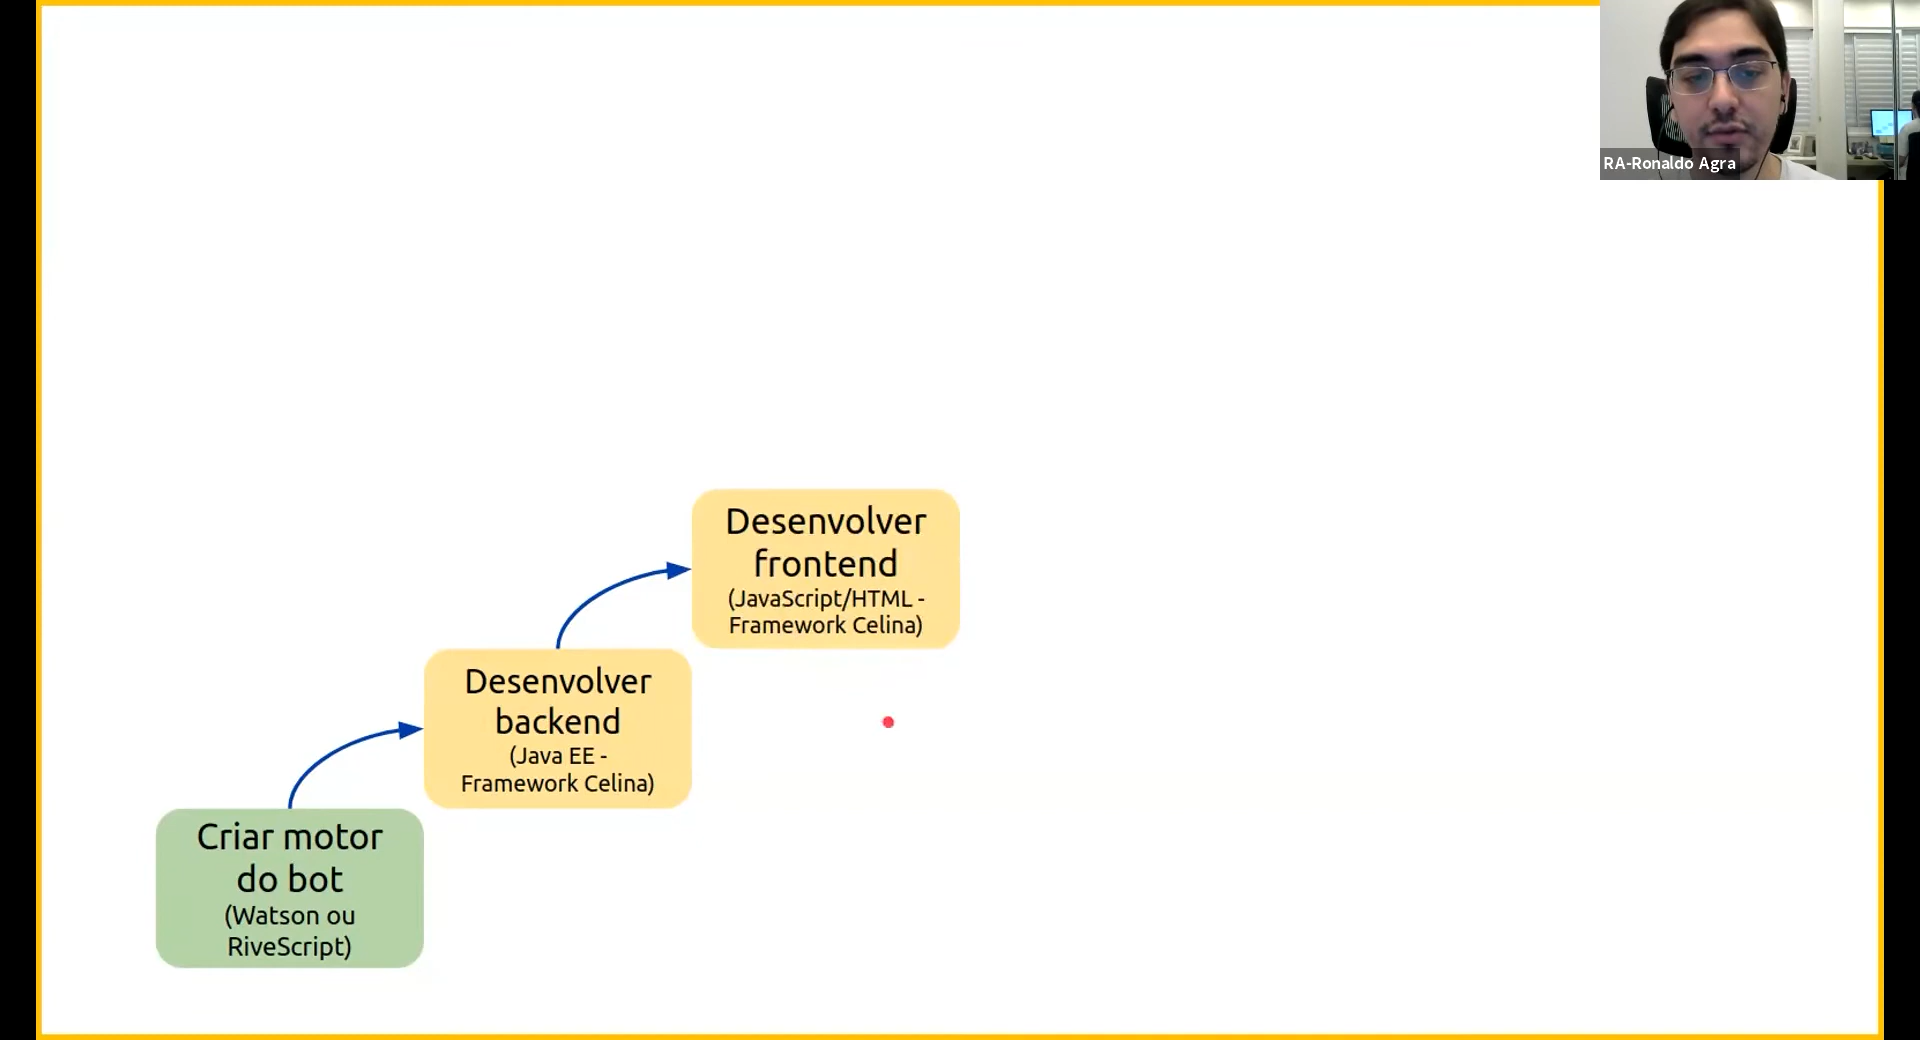 RA-Ronaldo Agra
Desenvolver
frontend
(JavaScript/HTML -
Framework Celina)
Desenvolver
backend
(Java EE -
Framework Celina)
Criar motor
do bot
(Watson ou
RiveScript)